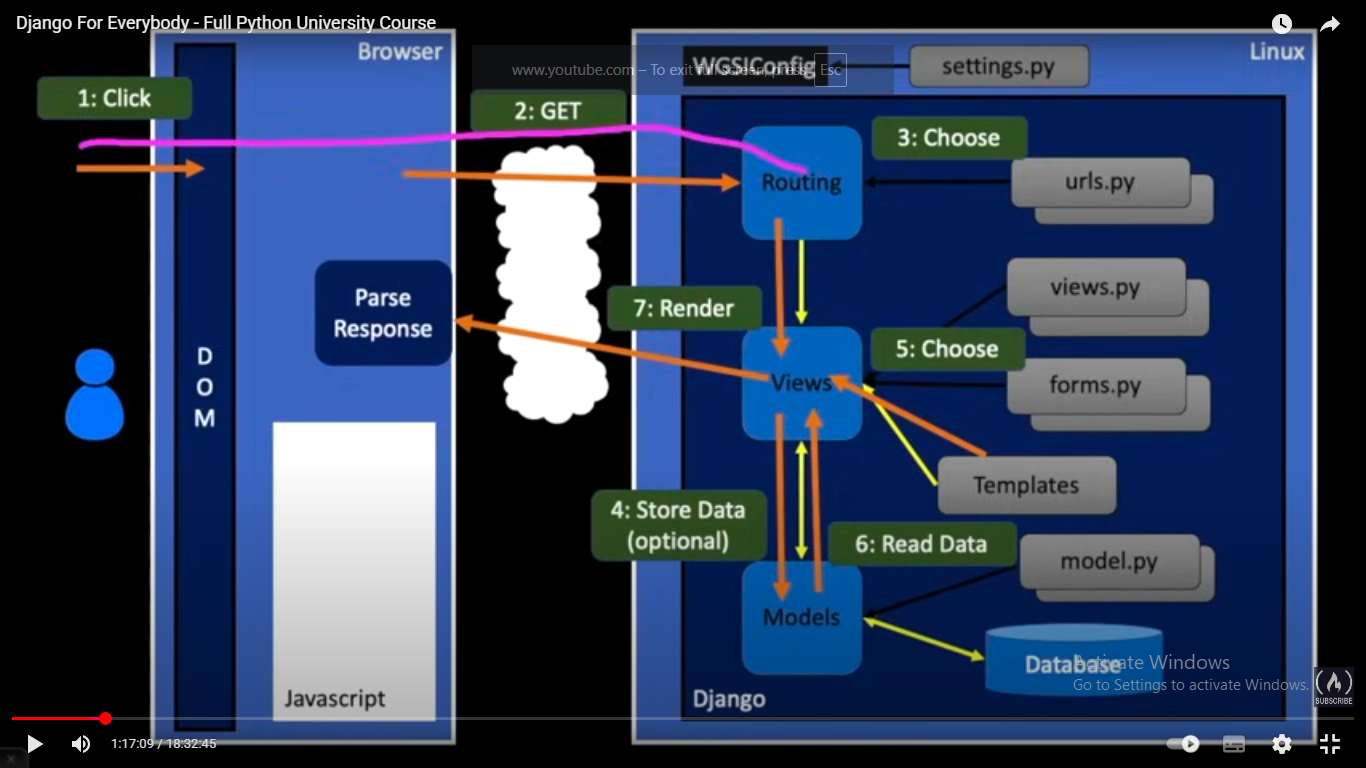 Django For Everybody - Full Python University Course
Browser
WGSIConfig
settings.py
Linux
www.youtube.com – To exit full screen, press Esc
1: Click
2: GET
3: Choose
Routing
urls.py
views.py
Parse
Response
7: Render
5: Choose
Views
forms.py
D
O
M
Templates
4: Store Data
(optional)
6: Read Data
model.py
Models
Database
Activate Windows
Go to Settings to activate Windows.
Javascript
Django
SUBSCRIBE
1:17:09 / 18:32:45